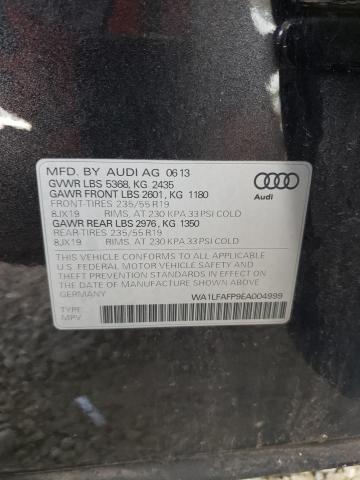 MFD. BY AUDI AG 06 13
GVWR LBS 5368, KG 2435
GAWR FRONT LBS 2601, KG 1180
FRONT-TIRES 235/55 R19
8JX19 RIMS, AT 230 KPA 33 PSI COLD
GAWR REAR LBS 2976, KG 1350
REAR-TIRES 235/55 R19
8JX19 RIMS, AT 230 KPA 33 PSI COLD
Audi
THIS VEHICLE CONFORMS TO ALL APPLICABLE
U.S. FEDERAL MOTOR VEHICLE SAFETY AND
THEFT PREVENTION STANDARDS IN EFFECT ON
THE DATE OF MANUFACTURE SHOWN ABOVE
WA1LFAFP9EA004999
TYPE:
MPV